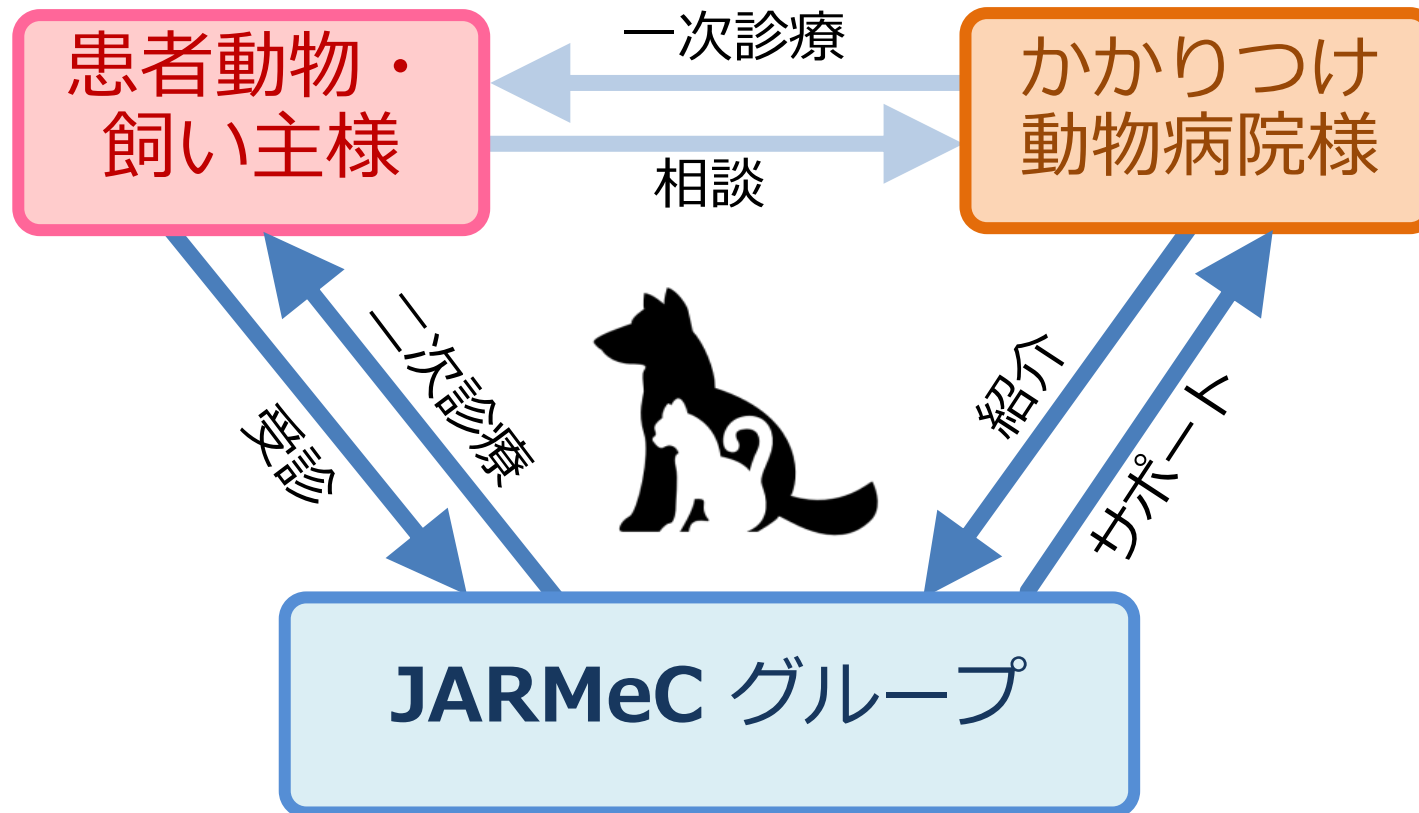 患者動物・
飼い主様
一次診療
相談
かかりつけ
動物病院様
二次診療
受診
紹介
サポート
JARMeC グループ